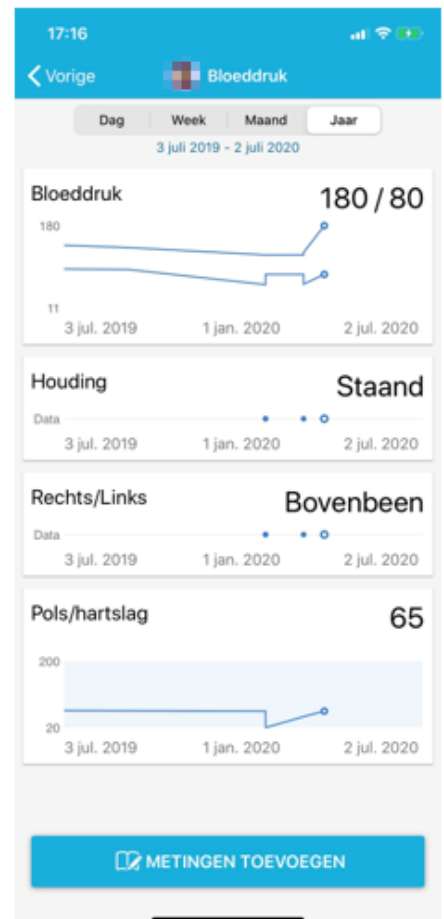 17:16
Vorige
Bloeddruk
Dag Week Maand Jaar
3 juli 2019 - 2 juli 2020
Bloeddruk 180 / 80
180
11
3 jul. 2019 1 jan. 2020 2 jul. 2020
Houding Staand
Data
3 jul. 2019 1 jan. 2020 2 jul. 2020
Rechts/Links Bovenbeen
Data
3 jul. 2019 1 jan. 2020 2 jul. 2020
Pols/hartslag 65
200
20
3 jul. 2019 1 jan. 2020 2 jul. 2020
METINGEN TOEVOEGEN